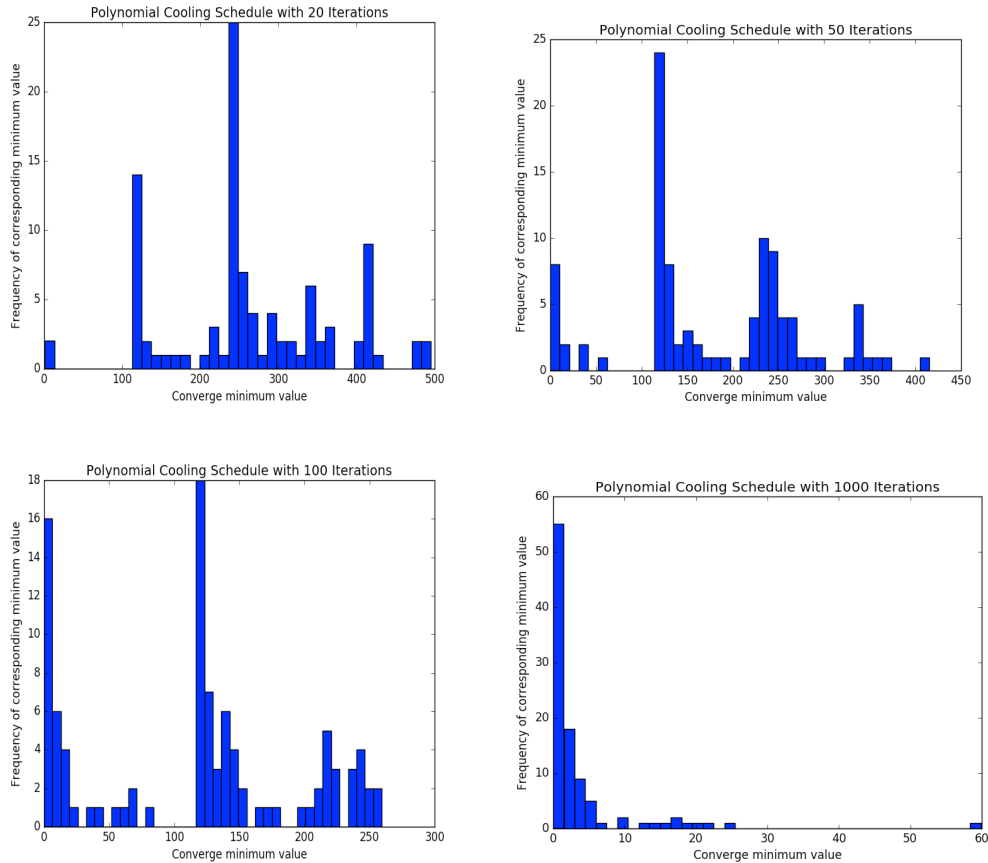 Polynomial Cooling Schedule with 20 Iterations
25
20
15
10
5
0
Frequency of corresponding minimum value
0 100 200 300 400 500
Converge minimum value
Polynomial Cooling Schedule with 50 Iterations
25
20
15
10
5
0
Frequency of corresponding minimum value
0 50 100 150 200 250 300 350 400 450
Converge minimum value
Polynomial Cooling Schedule with 100 Iterations
18
16
14
12
10
8
6
4
2
0
Frequency of corresponding minimum value
0 50 100 150 200 250 300
Converge minimum value
Polynomial Cooling Schedule with 1000 Iterations
60
50
40
30
20
10
0
Frequency of corresponding minimum value
0 10 20 30 40 50 60
Converge minimum value